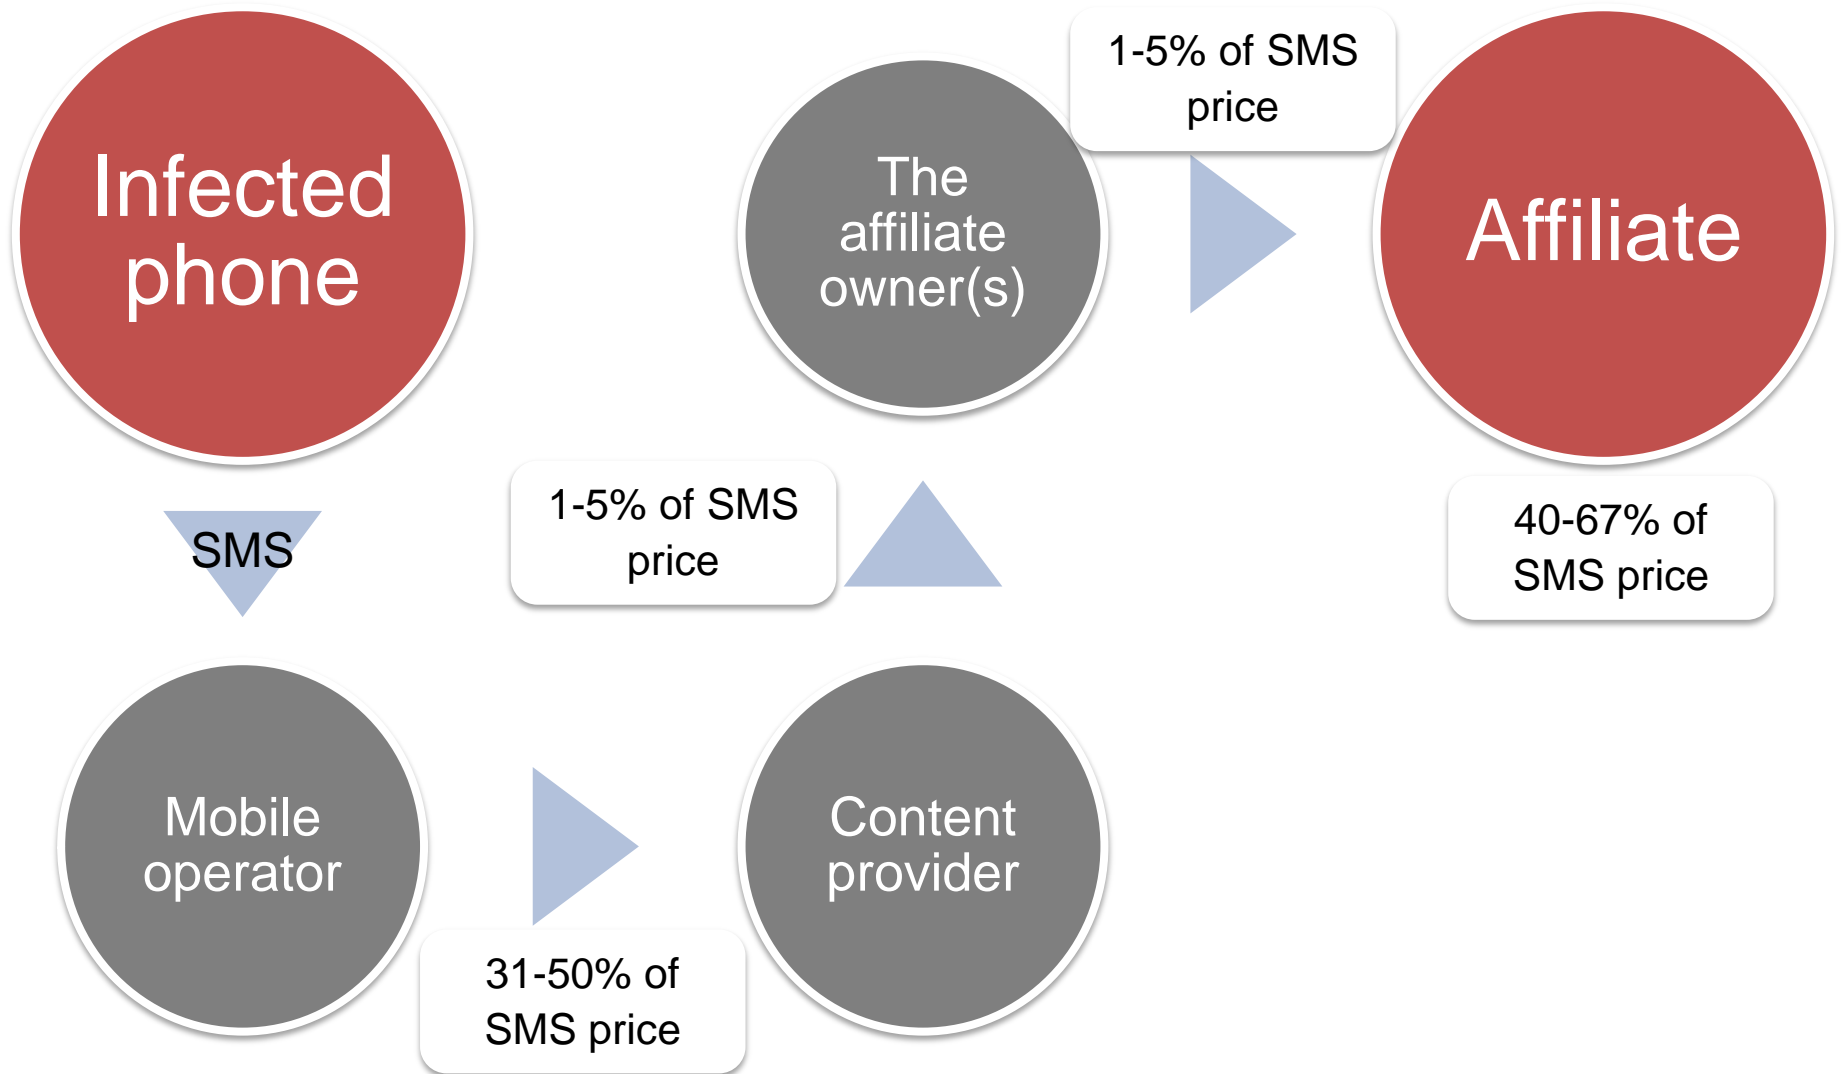 Infected
phone
SMS
Mobile
operator
31-50% of
SMS price
Content
provider
1-5% of SMS
price
The
affiliate
owner(s)
1-5% of SMS
price
Affiliate
40-67% of
SMS price